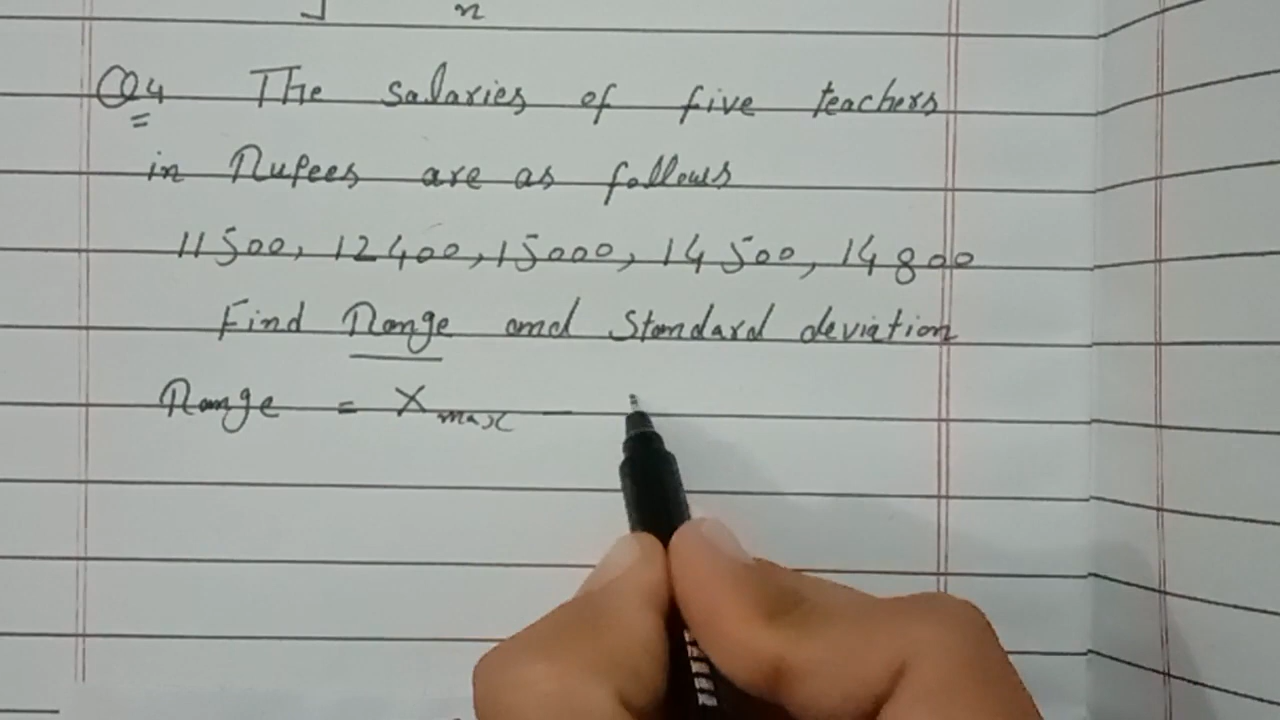 n
Q4 The salaries of five teachers
in Rupees are as follows
11500, 12400, 15000, 14500, 14800
Find Range and Standard deviation
Range = X max -